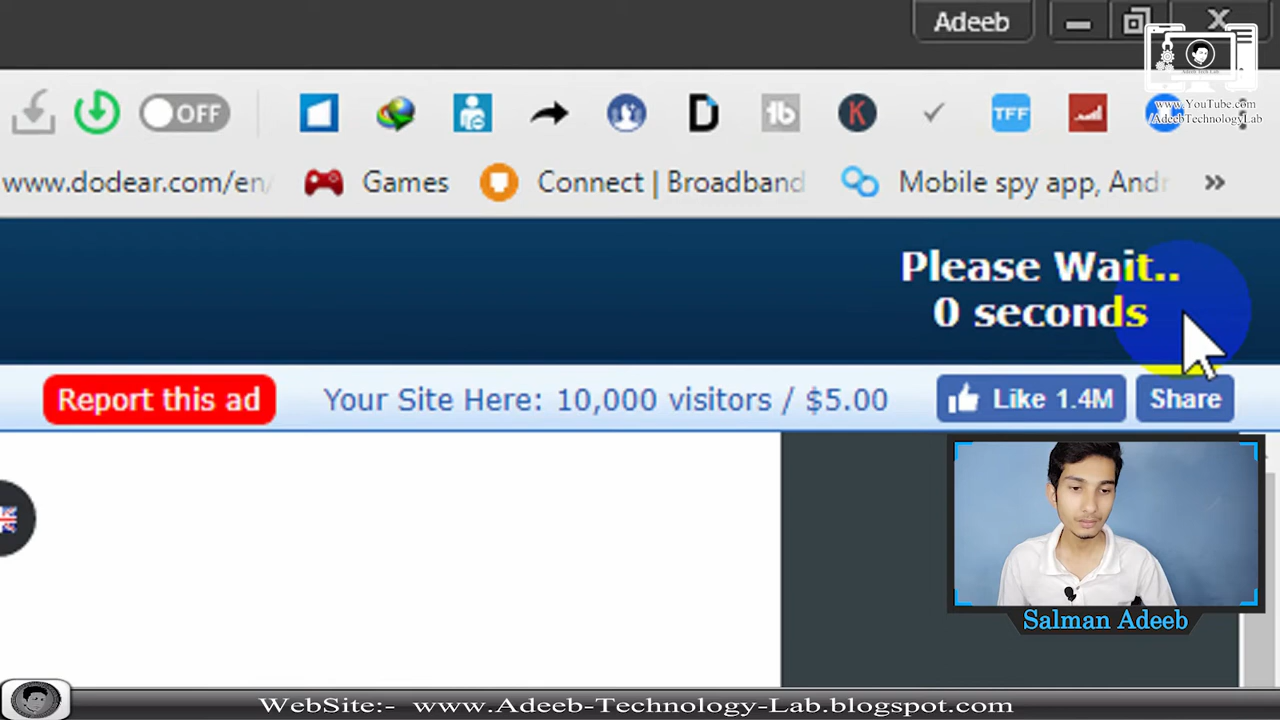 Adeeb
www.YouTube.com
/AdeebTechnologyLab
OFF
D
1b
K
TFF
www.dodear.com/en/
Games
Connect | Broadband
Mobile spy app, Andr
»
Please Wait..
0 seconds
Report this ad
Your Site Here: 10,000 visitors / $5.00
Like 1.4M
Share
Salman Adeeb
WebSite:- www.Adeeb-Technology-Lab.blogspot.com